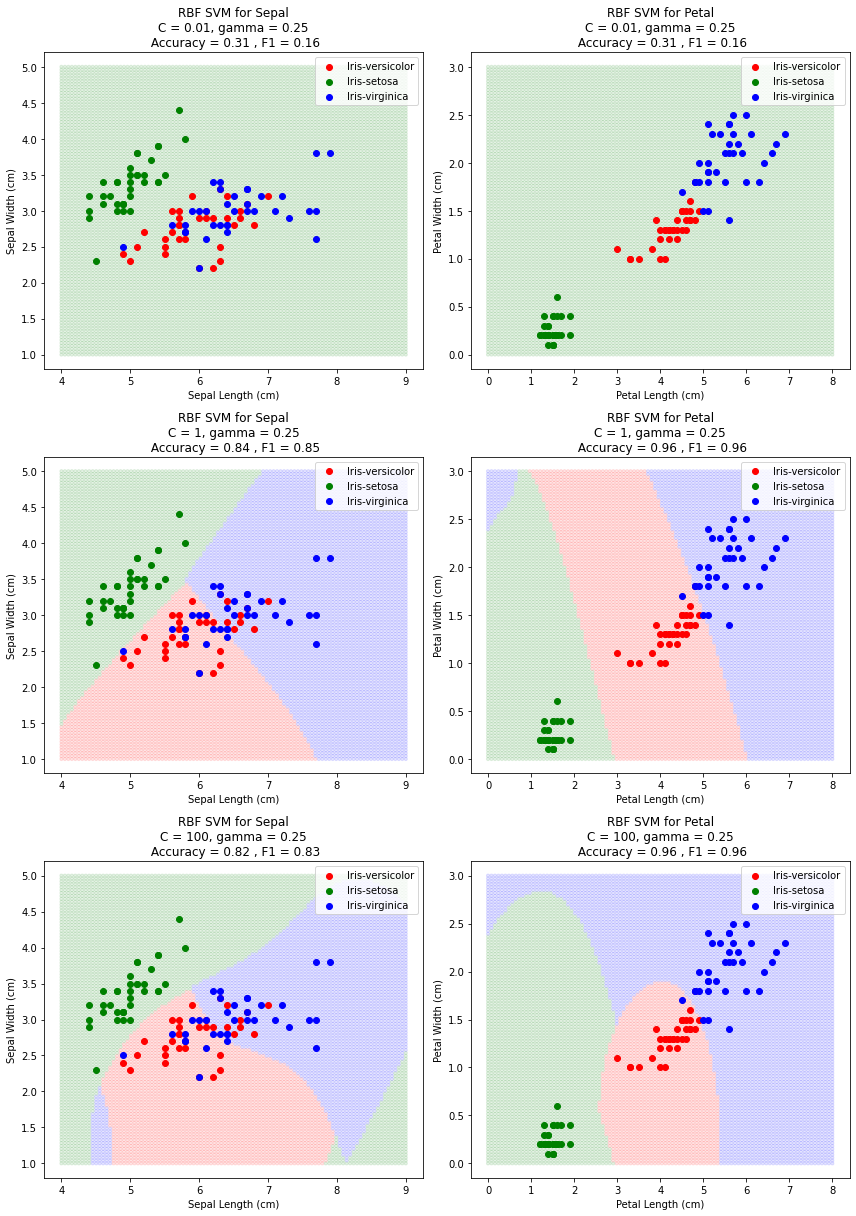 RBF SVM for Sepal
C = 0.01, gamma = 0.25
Accuracy = 0.31 , F1 = 0.16
Iris-versicolor
Iris-setosa
Iris-virginica
5.0
4.5
4.0
3.5
3.0
2.5
2.0
1.5
1.0
Sepal Width (cm)
4 5 6 7 8 9
Sepal Length (cm)
RBF SVM for Petal
C = 0.01, gamma = 0.25
Accuracy = 0.31 , F1 = 0.16
Iris-versicolor
Iris-setosa
Iris-virginica
3.0
2.5
2.0
1.5
1.0
0.5
0.0
Petal Width (cm)
0 1 2 3 4 5 6 7 8
Petal Length (cm)
RBF SVM for Sepal
C = 1, gamma = 0.25
Accuracy = 0.84 , F1 = 0.85
Iris-versicolor
Iris-setosa
Iris-virginica
5.0
4.5
4.0
3.5
3.0
2.5
2.0
1.5
1.0
Sepal Width (cm)
4 5 6 7 8 9
Sepal Length (cm)
RBF SVM for Petal
C = 1, gamma = 0.25
Accuracy = 0.96 , F1 = 0.96
Iris-versicolor
Iris-setosa
Iris-virginica
3.0
2.5
2.0
1.5
1.0
0.5
0.0
Petal Width (cm)
0 1 2 3 4 5 6 7 8
Petal Length (cm)
RBF SVM for Sepal
C = 100, gamma = 0.25
Accuracy = 0.82 , F1 = 0.83
Iris-versicolor
Iris-setosa
Iris-virginica
5.0
4.5
4.0
3.5
3.0
2.5
2.0
1.5
1.0
Sepal Width (cm)
4 5 6 7 8 9
Sepal Length (cm)
RBF SVM for Petal
C = 100, gamma = 0.25
Accuracy = 0.96 , F1 = 0.96
Iris-versicolor
Iris-setosa
Iris-virginica
3.0
2.5
2.0
1.5
1.0
0.5
0.0
Petal Width (cm)
0 1 2 3 4 5 6 7 8
Petal Length (cm)